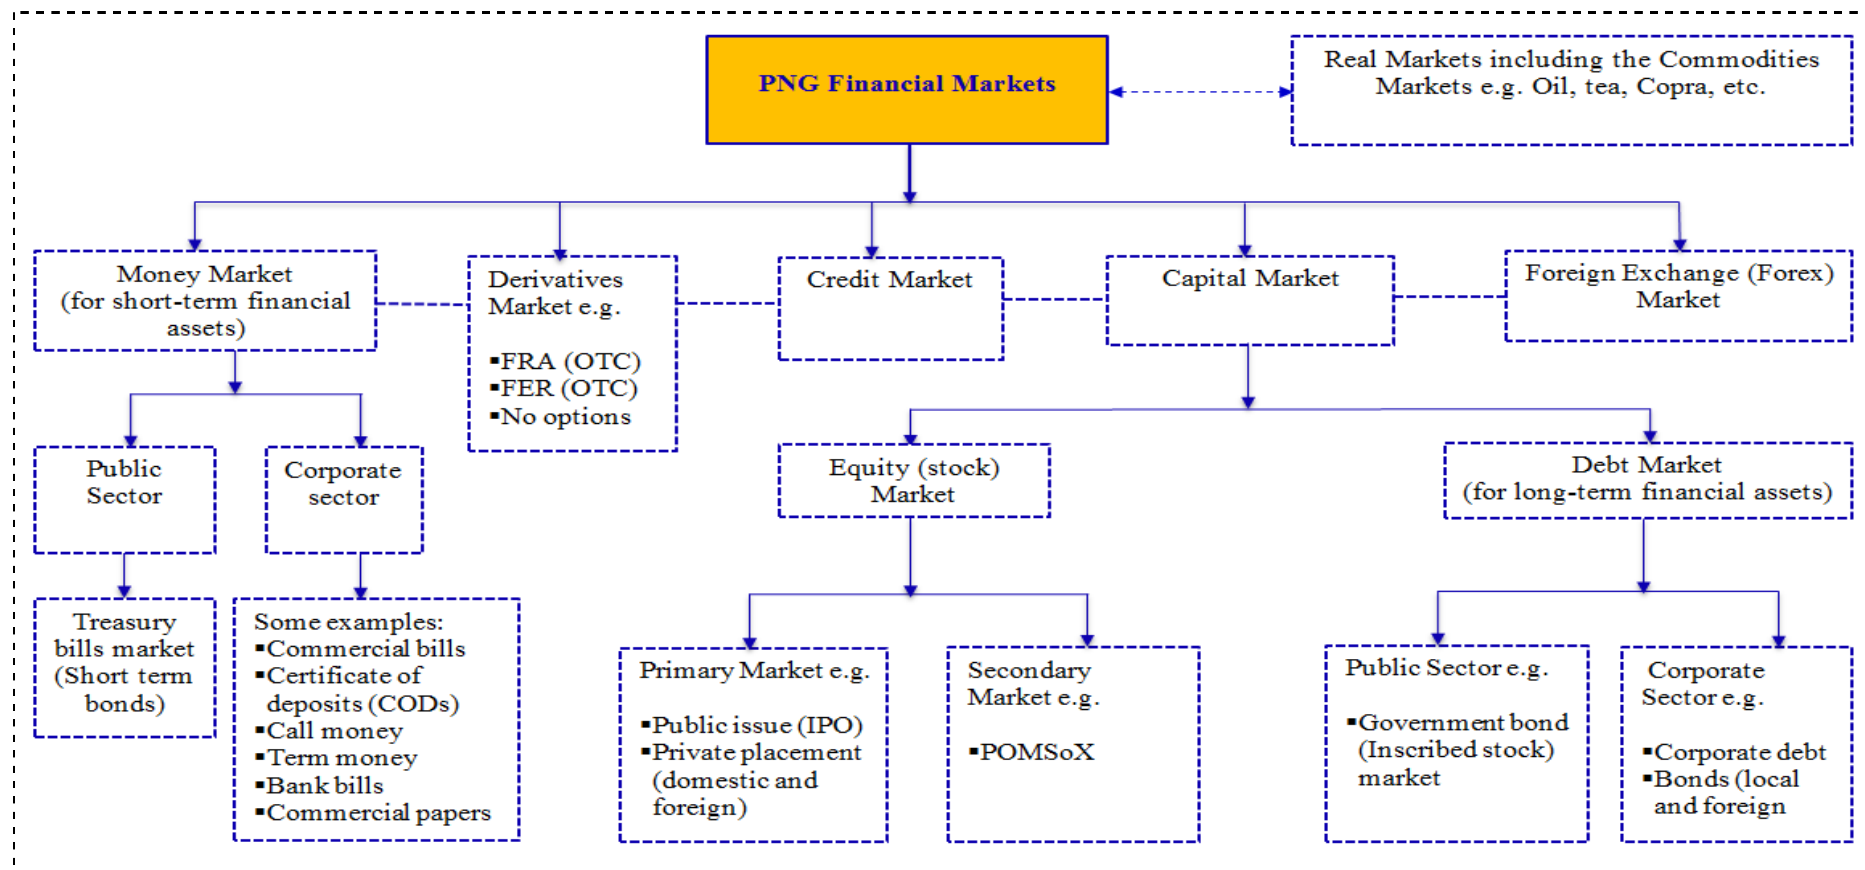 PNG Financial Markets
Real Markets including the Commodities
Markets e.g. Oil, tea, Copra, etc.
Money Market
(for short-term financial
assets)
Derivatives
Market e.g.
▪FRA (OTC)
▪FER (OTC)
▪No options
Credit Market
Capital Market
Foreign Exchange (Forex)
Market
Public
Sector
Corporate
sector
Equity (stock)
Market
Debt Market
(for long-term financial assets)
Treasury
bills market
(Short term
bonds)
Some examples:
▪Commercial bills
▪Certificate of
deposits (CODs)
▪Call money
▪Term money
▪Bank bills
▪Commercial papers
Primary Market e.g.
▪Public issue (IPO)
▪Private placement
(domestic and
foreign)
Secondary
Market e.g.
▪POMSoX
Public Sector e.g.
▪Government bond
(Inscribed stock)
market
Corporate
Sector e.g.
▪Corporate debt
▪Bonds (local
and foreign